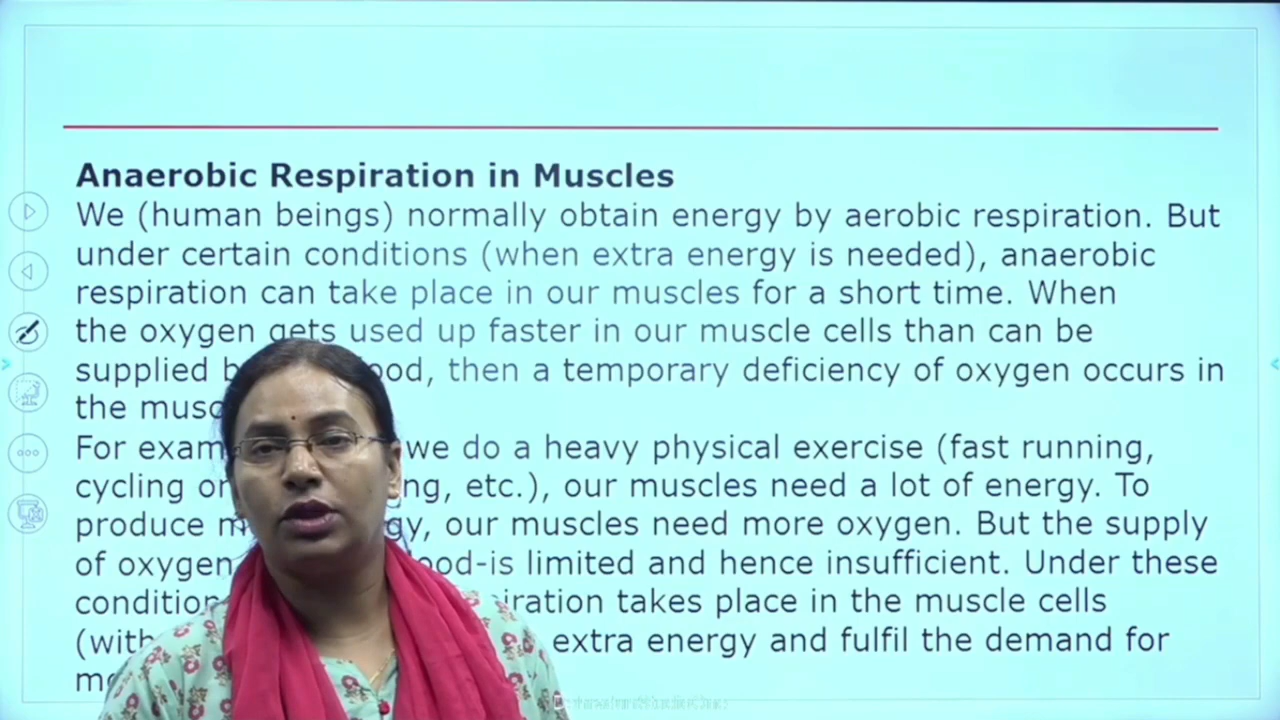 Anaerobic Respiration in Muscles
We (human beings) normally obtain energy by aerobic respiration. But
under certain conditions (when extra energy is needed), anaerobic
respiration can take place in our muscles for a short time. When
the oxygen gets used up faster in our muscle cells than can be
supplied b ood, then a temporary deficiency of oxygen occurs in
the musc
For exam we do a heavy physical exercise (fast running,
cycling or ng, etc.), our muscles need a lot of energy. To
produce m gy, our muscles need more oxygen. But the supply
of oxygen ood-is limited and hence insufficient. Under these
condition iration takes place in the muscle cells
(with extra energy and fulfil the demand for
mo